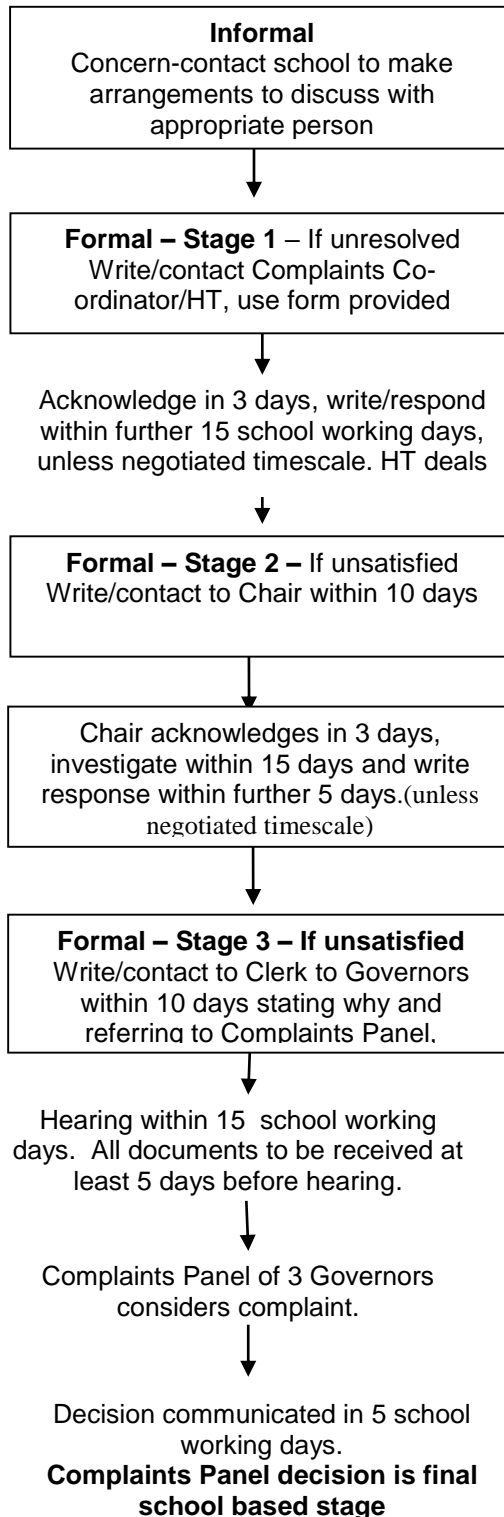 Informal
Concern-contact school to make
arrangements to discuss with
appropriate person
Formal – Stage 1 – If unresolved
Write/contact Complaints Co-
ordinator/HT, use form provided
Acknowledge in 3 days, write/respond
within further 15 school working days,
unless negotiated timescale. HT deals
Formal – Stage 2 – If unsatisfied
Write/contact to Chair within 10 days
Chair acknowledges in 3 days,
investigate within 15 days and write
response within further 5 days.(unless
negotiated timescale)
Formal – Stage 3 – If unsatisfied
Write/contact to Clerk to Governors
within 10 days stating why and
referring to Complaints Panel,
Hearing within 15 school working
days. All documents to be received at
least 5 days before hearing.
Complaints Panel of 3 Governors
considers complaint.
Decision communicated in 5 school
working days.
Complaints Panel decision is final
school based stage